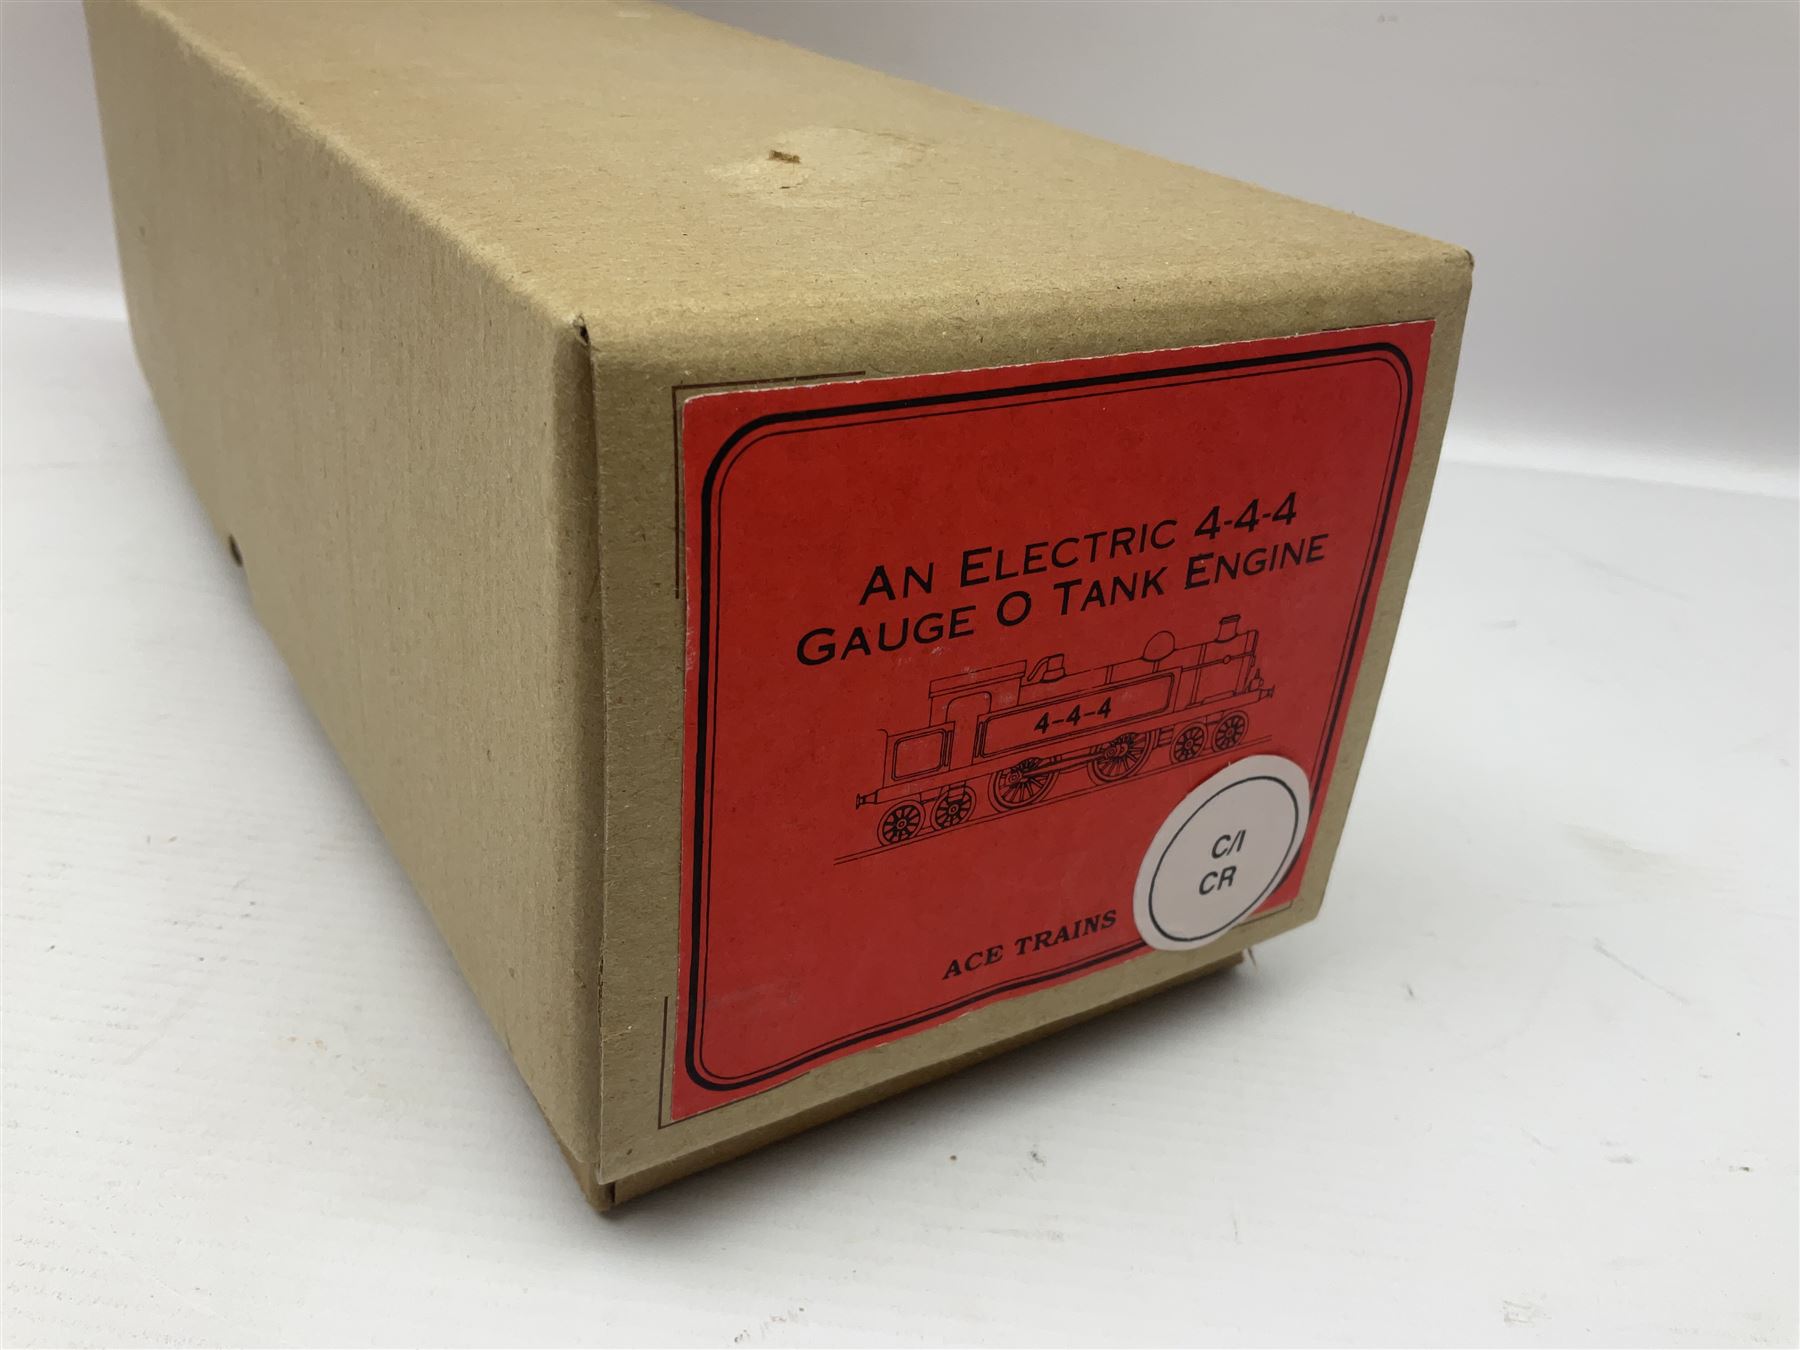 AN ELECTRIC 4-4-4
GAUGE O TANK ENGINE
4-4-4
C/I
CR
ACE TRAINS